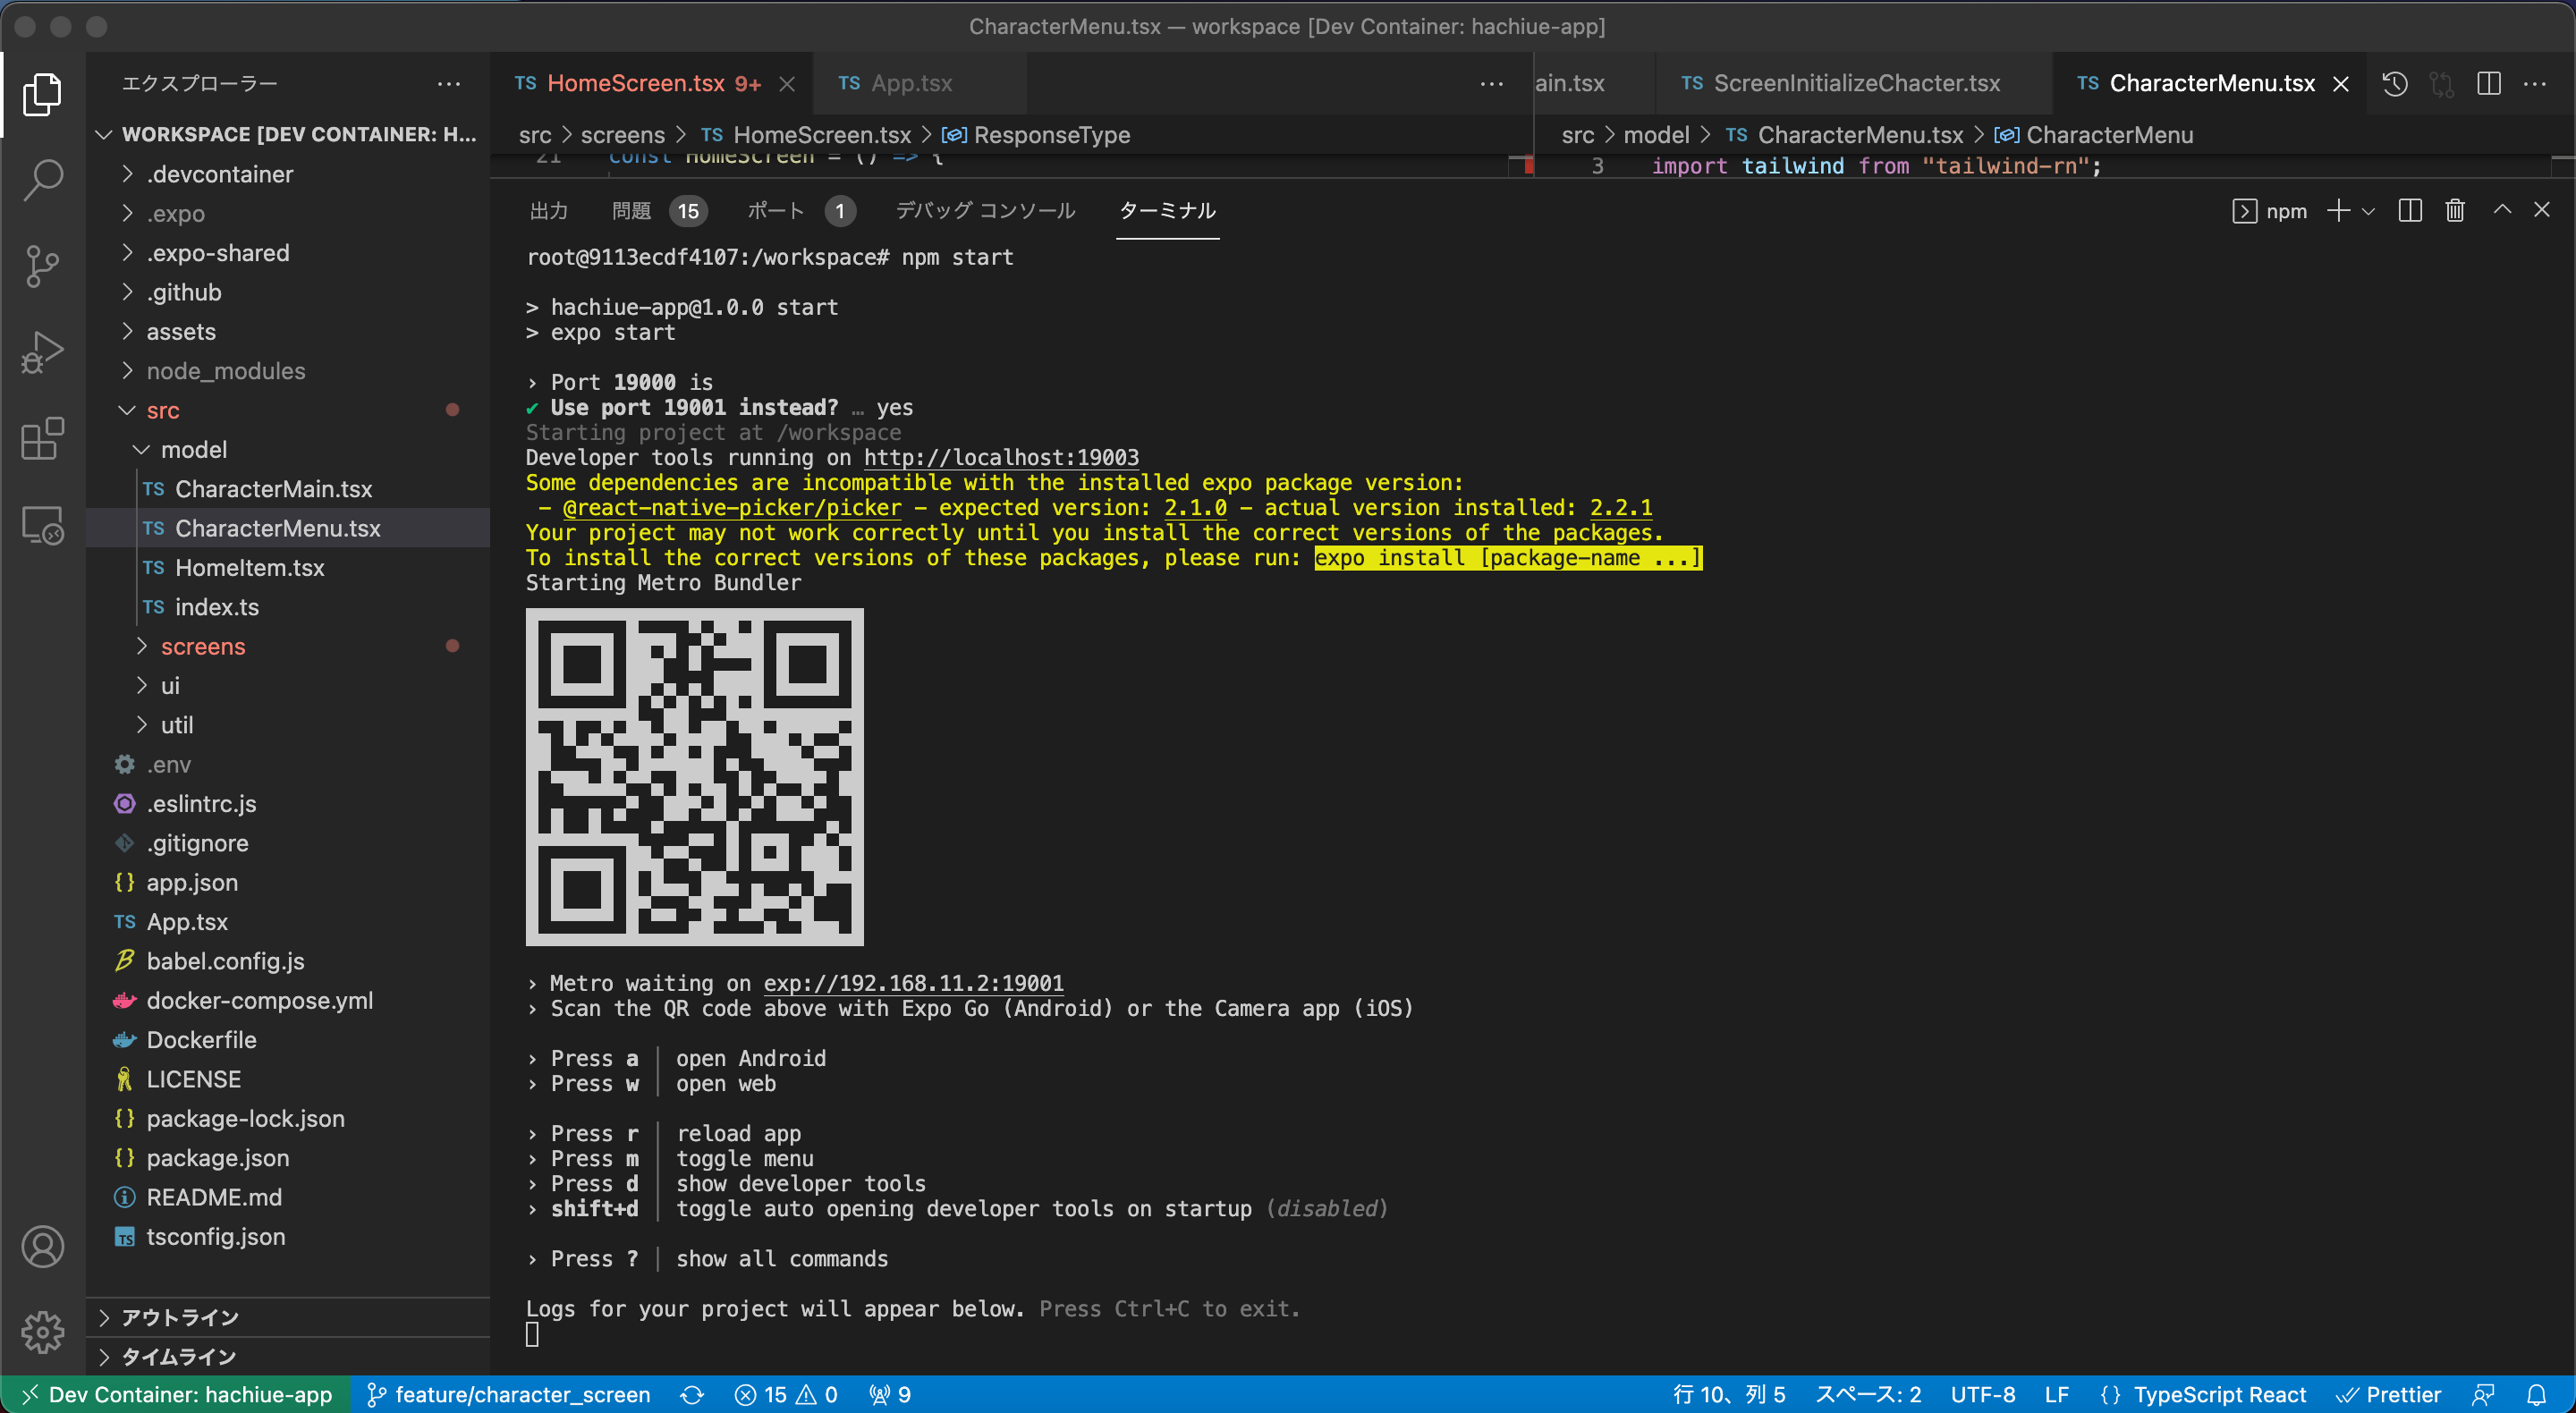 CharacterMenu.tsx — workspace [Dev Container: hachiue-app]
エクスプローラー
WORKSPACE [DEV CONTAINER: H...
.devcontainer
.expo
.expo-shared
.github
assets
node_modules
src
model
TS CharacterMain.tsx
TS CharacterMenu.tsx
TS HomeItem.tsx
TS index.ts
screens
ui
util
.env
.eslintrc.js
.gitignore
{} app.json
TS App.tsx
babel.config.js
docker-compose.yml
Dockerfile
LICENSE
{} package-lock.json
{} package.json
README.md
TS tsconfig.json
アウトライン
タイムライン
TS HomeScreen.tsx 9+
TS App.tsx
src > screens > TS HomeScreen.tsx > ResponseType
21 const HomeScreen = () => {
ain.tsx
TS ScreenInitializeChacter.tsx
TS CharacterMenu.tsx
src > model > TS CharacterMenu.tsx > CharacterMenu
3 import tailwind from "tailwind-rn";
出力 問題 15 ポート 1 デバッグ コンソール ターミナル
npm
root@9113ecdf4107:/workspace# npm start
> hachiue-app@1.0.0 start
> expo start
› Port 19000 is
✔ Use port 19001 instead? … yes
Starting project at /workspace
Developer tools running on http://localhost:19003
Some dependencies are incompatible with the installed expo package version:
- @react-native-picker/picker - expected version: 2.1.0 - actual version installed: 2.2.1
Your project may not work correctly until you install the correct versions of the packages.
To install the correct versions of these packages, please run: expo install [package-name ...]
Starting Metro Bundler
› Metro waiting on exp://192.168.11.2:19001
› Scan the QR code above with Expo Go (Android) or the Camera app (iOS)
› Press a │ open Android
› Press w │ open web
› Press r │ reload app
› Press m │ toggle menu
› Press d │ show developer tools
› shift+d │ toggle auto opening developer tools on startup (disabled)
› Press ? │ show all commands
Logs for your project will appear below. Press Ctrl+C to exit.
Dev Container: hachiue-app feature/character_screen 15 0 9 行 10、列 5 スペース: 2 UTF-8 LF {} TypeScript React Prettier